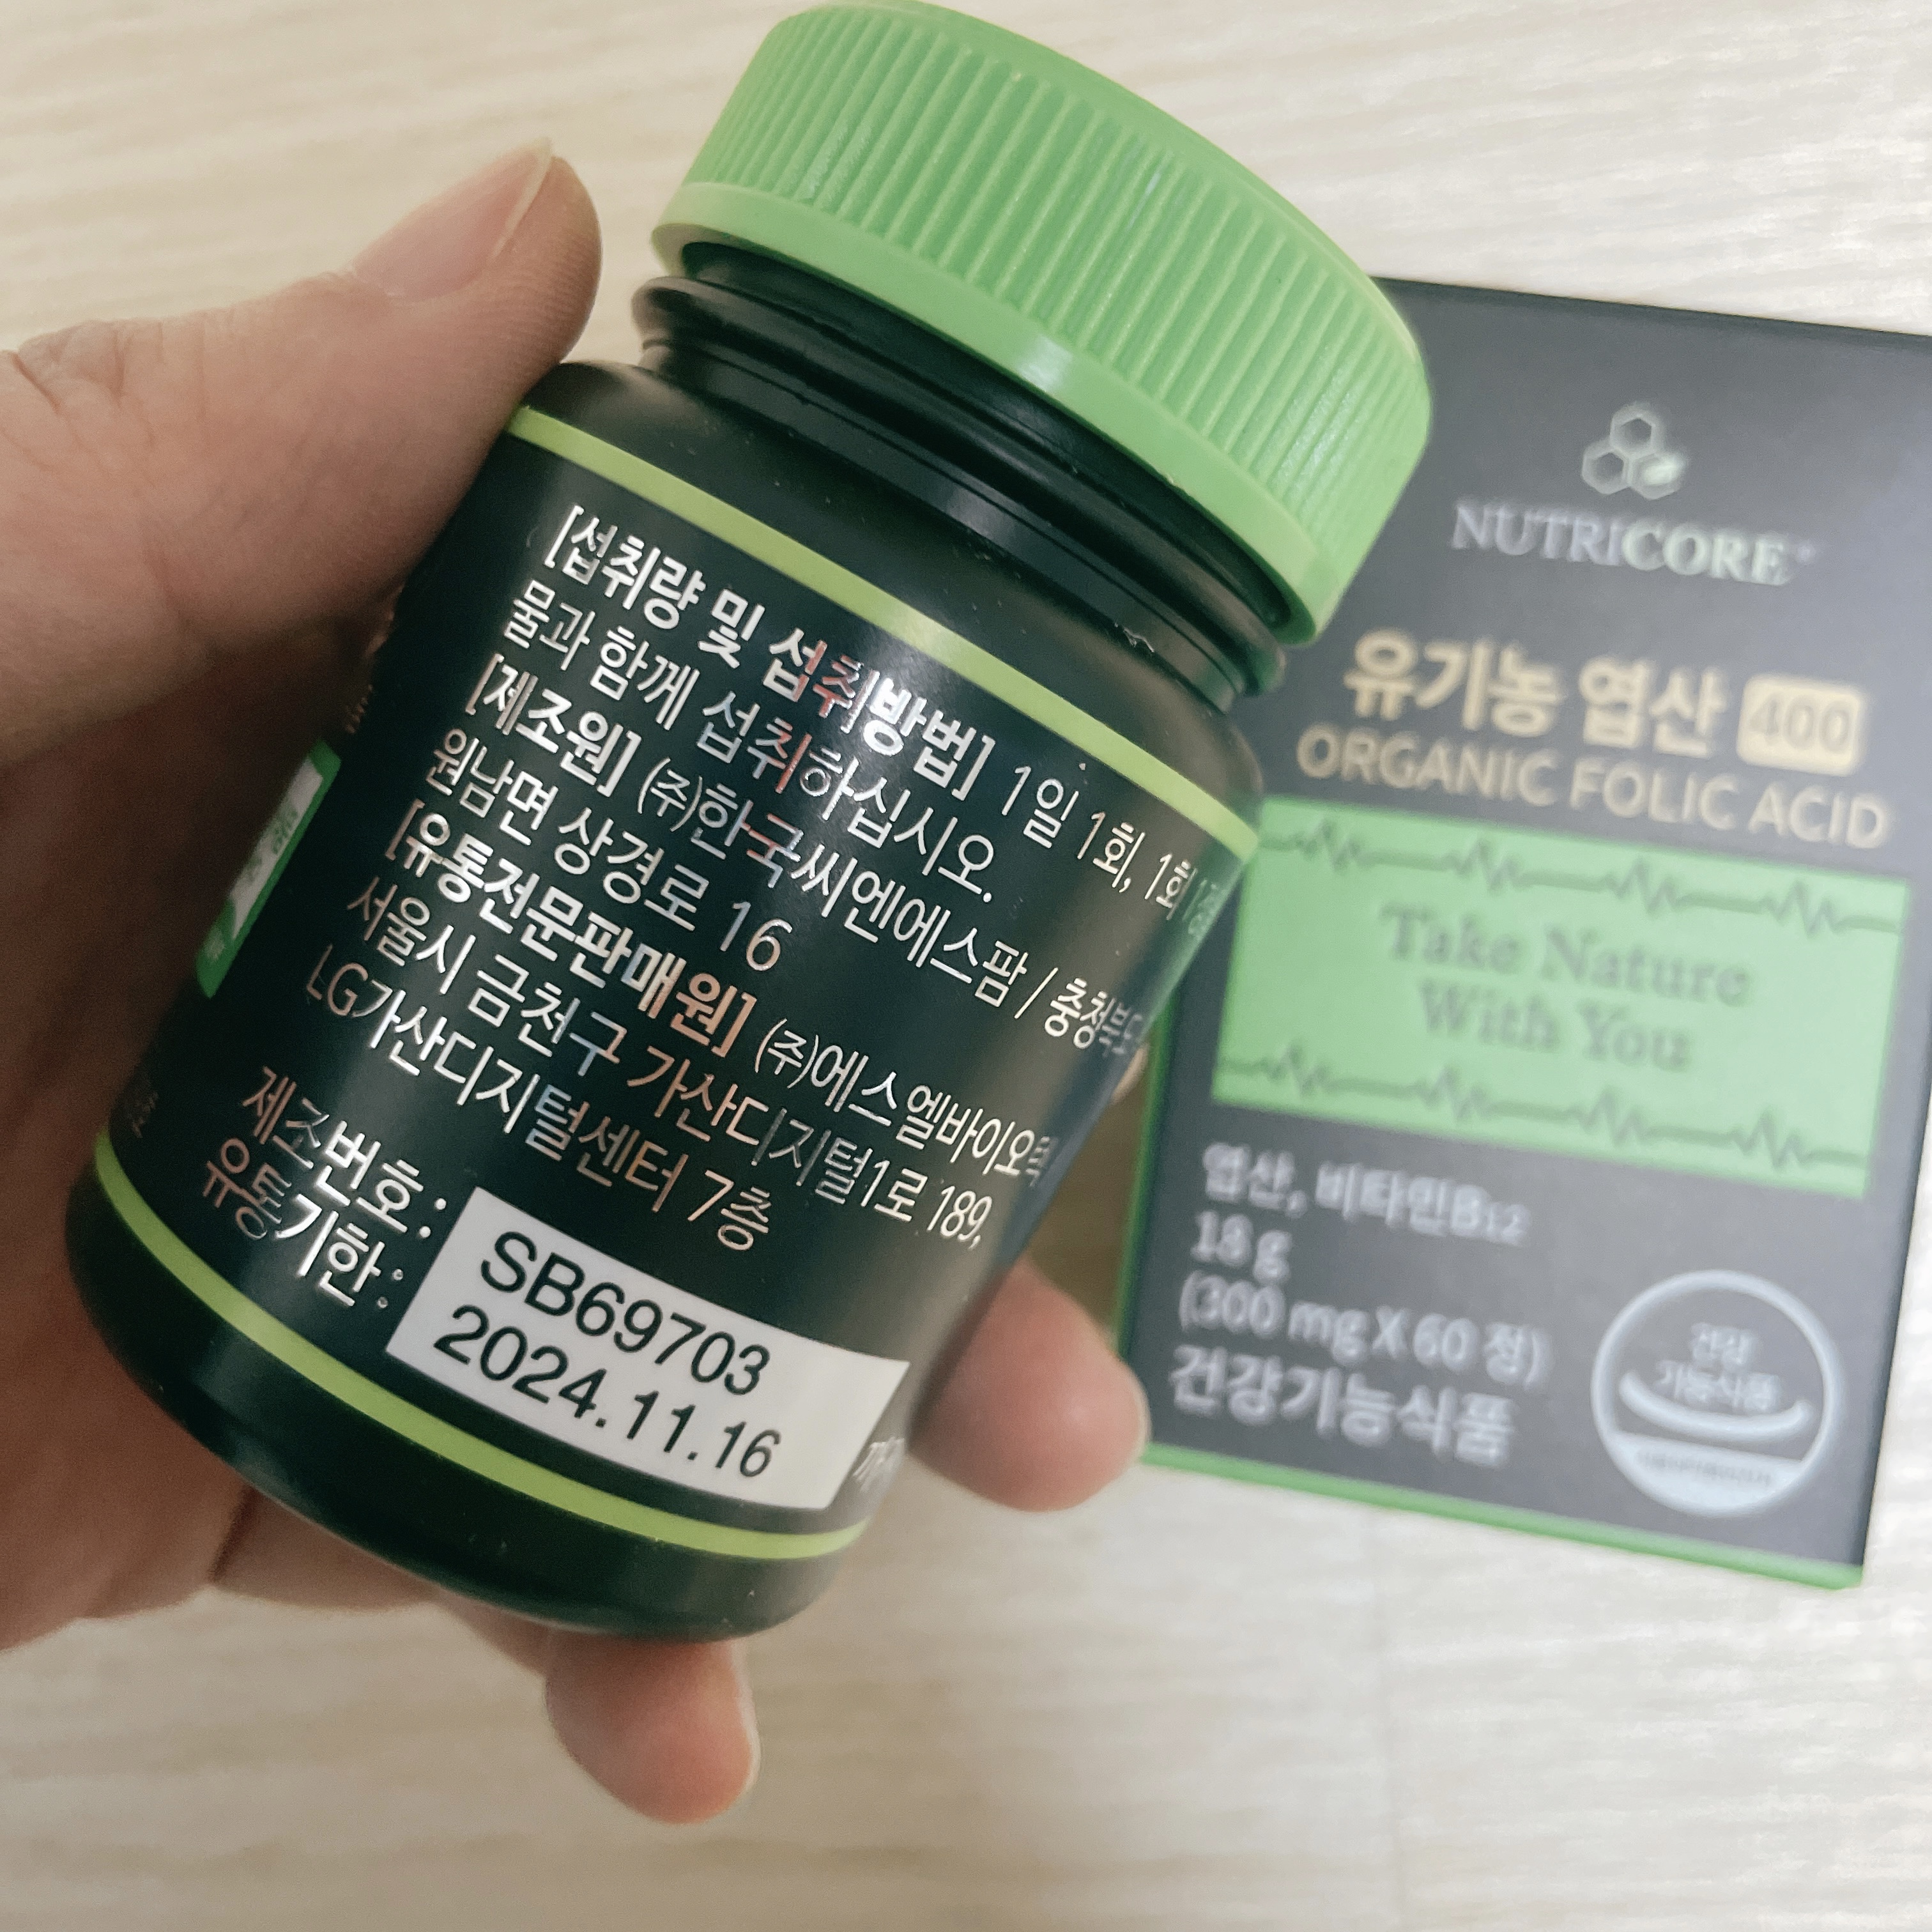 [섭취량 및 섭취방법] 1일 1회, 1회
물과 함께 섭취하십시오.
[제조원] (주)한국씨엔에스팜 / 충청북도
원남면 상경로 16
[유통전문판매원] (주)에스엘바이오
서울시 금천구 가산디지털1로 189,
LG가산디지털센터 7층
제조번호 : SB69703
유통기한 : 2024.11.16
NUTRICORE
유기농 엽산 400
ORGANIC FOLIC ACID
Take Nature
With You
엽산, 비타민B12
18 g
(300 mg X 60 정)
건강기능식품
건강
기능식품